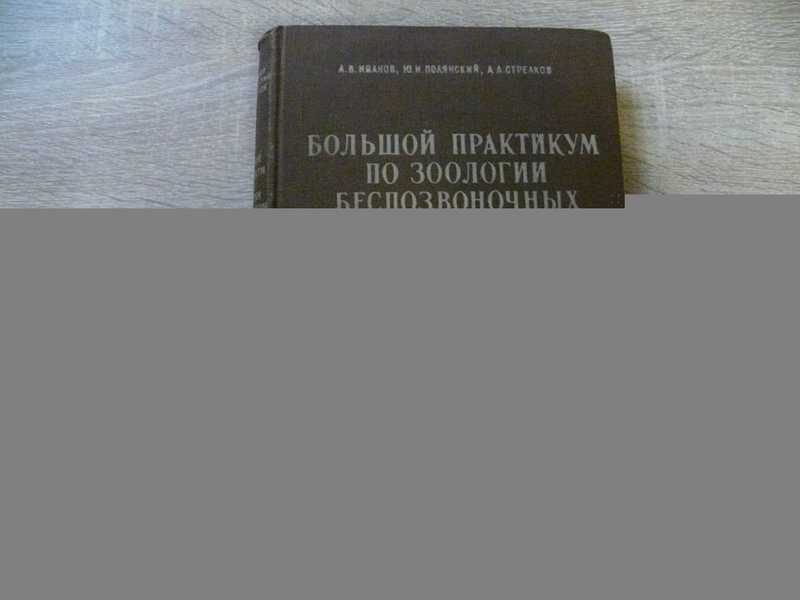 А. В. ИВАНОВ, Ю. И. ПОЛЯНСКИЙ, А. А. СТРЕЛКОВ
БОЛЬШОЙ ПРАКТИКУМ
ПО ЗООЛОГИИ
БЕСПОЗВОНОЧНЫХ